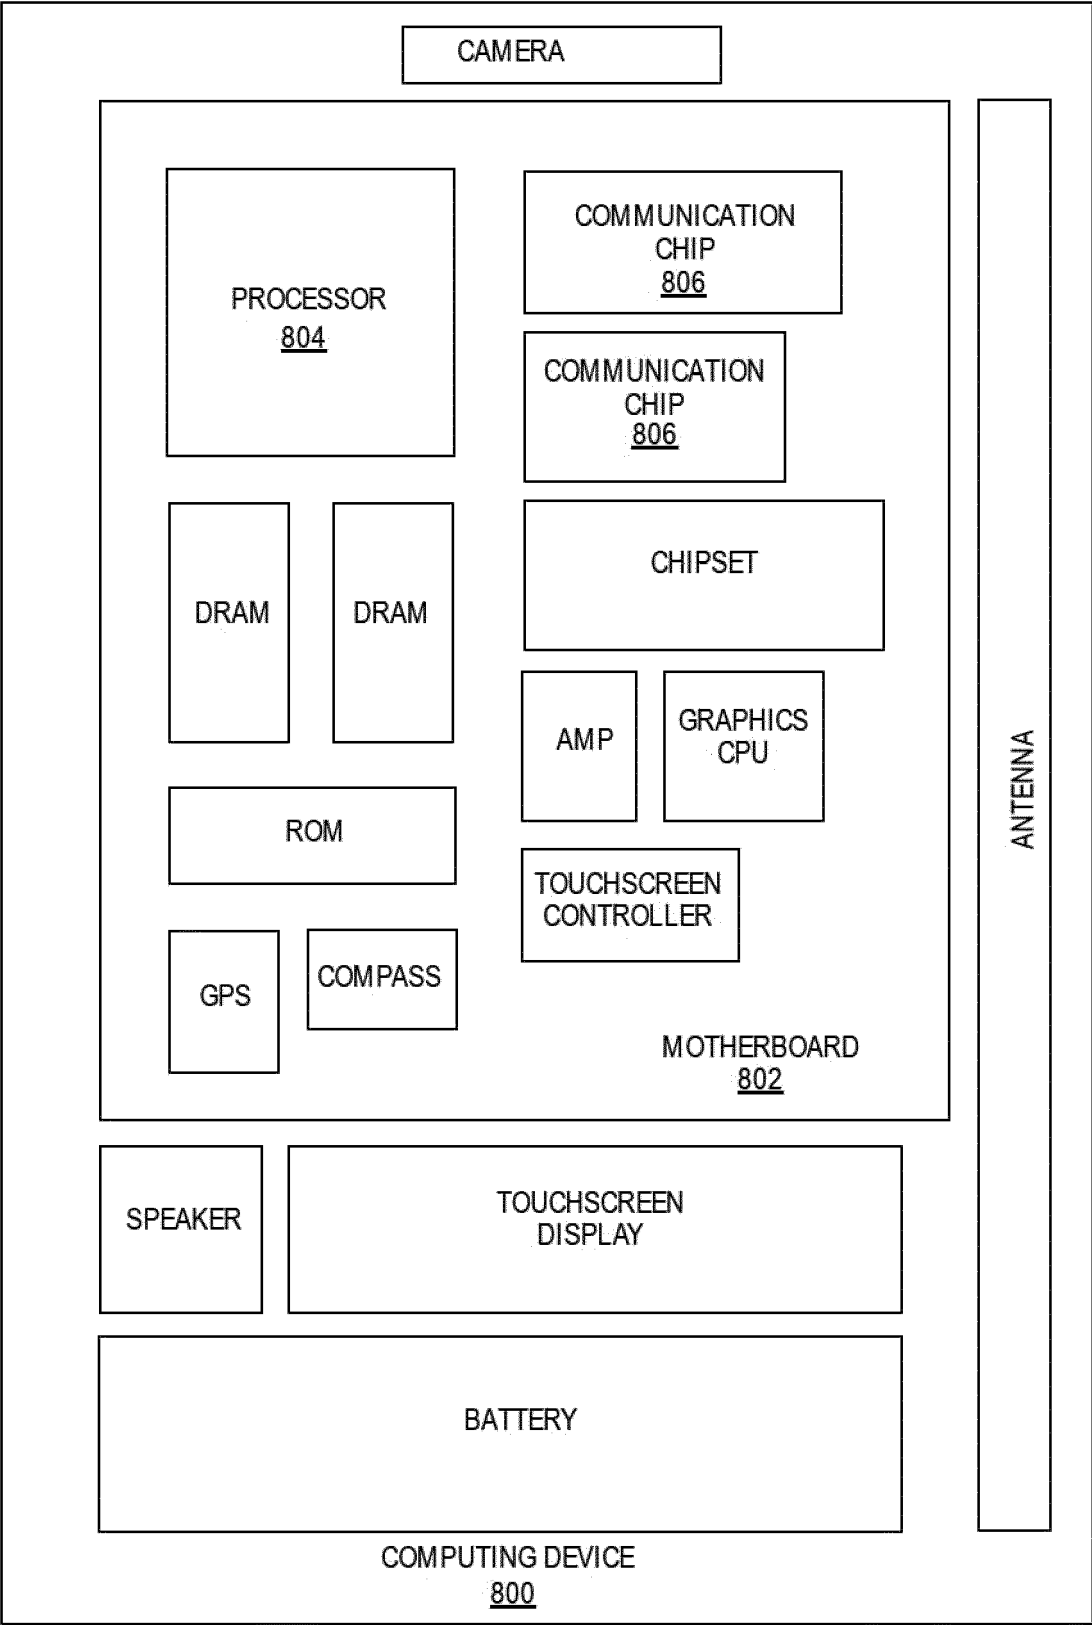 CAMERA
PROCESSOR
804
COMMUNICATION
CHIP
806
COMMUNICATION
CHIP
806
DRAM
DRAM
CHIPSET
AMP
GRAPHICS
CPU
ROM
TOUCHSCREEN
CONTROLLER
GPS
COMPASS
MOTHERBOARD
802
ANTENNA
SPEAKER
TOUCHSCREEN
DISPLAY
BATTERY
COMPUTING DEVICE
800